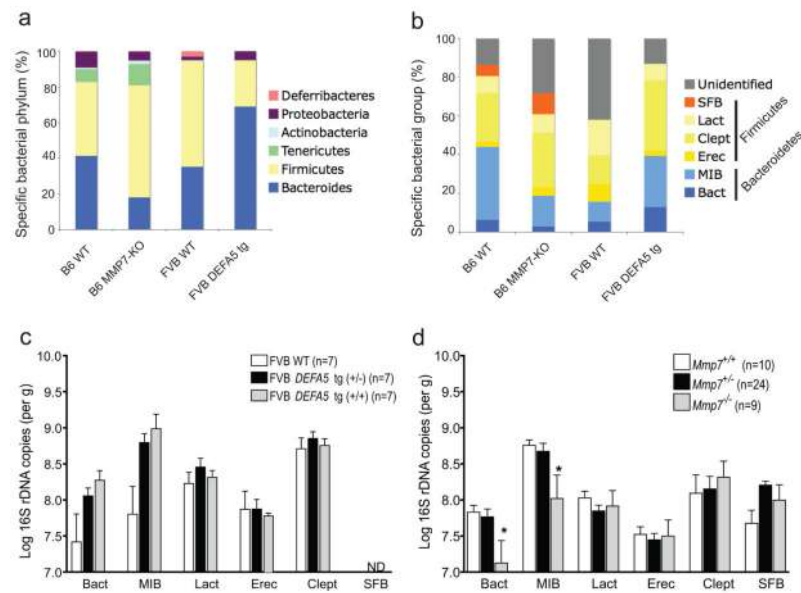 a
Specific bacterial phylum (%)
100
80
60
40
20
0
B6 WT
B6 MMP7-KO
FVB WT
FVB DEFA5 tg
Deferribacteres
Proteobacteria
Actinobacteria
Tenericutes
Firmicutes
Bacteroides
b
Specific bacterial group (%)
100
80
60
40
20
0
B6 WT
B6 MMP7-KO
FVB WT
FVB DEFA5 tg
Unidentified
SFB
Lact
Clept
Erec
MIB
Bact
Firmicutes
Bacteroidetes
c
Log 16S rDNA copies (per g)
10.0
9.5
9.0
8.5
8.0
7.5
7.0
FVB WT (n=7)
FVB DEFA5 tg (+/-) (n=7)
FVB DEFA5 tg (+/+) (n=7)
ND
Bact MIB Lact Erec Clept SFB
d
Log 16S rDNA copies (per g)
10.0
9.5
9.0
8.5
8.0
7.5
7.0
Mmp7+/+ (n=10)
Mmp7+/- (n=24)
Mmp7-/- (n=9)
*
*
Bact MIB Lact Erec Clept SFB